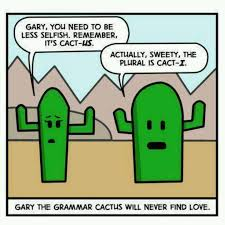 GARY, YOU NEED TO BE
LESS SELFISH. REMEMBER,
IT'S CACT-US.
ACTUALLY, SWEETY, THE
PLURAL IS CACT-I.
GARY THE GRAMMAR CACTUS WILL NEVER FIND LOVE.